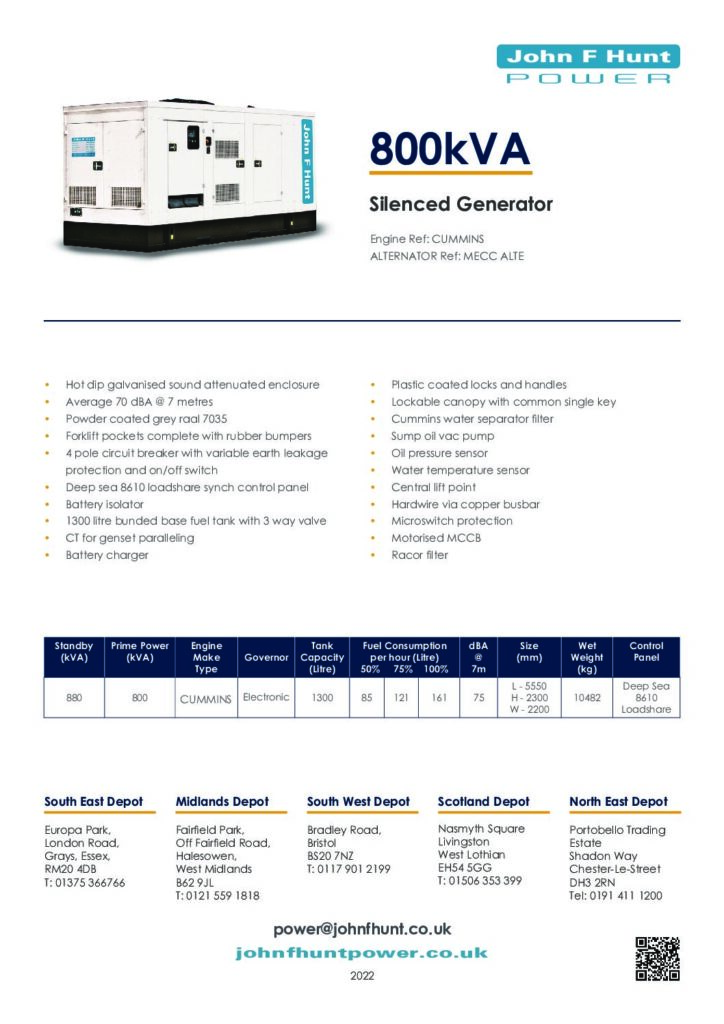 John F Hunt
POWER
John F Hunt
800kVA
Silenced Generator
Engine Ref: CUMMINS
ALTERNATOR Ref: MECC ALTE
• Hot dip galvanised sound attenuated enclosure
• Average 70 dBA @ 7 metres
• Powder coated grey raal 7035
• Forklift pockets complete with rubber bumpers
• 4 pole circuit breaker with variable earth leakage
protection and on/off switch
• Deep sea 8610 loadshare synch control panel
• Battery isolator
• 1300 litre bunded base fuel tank with 3 way valve
• CT for genset paralleling
• Battery charger
• Plastic coated locks and handles
• Lockable canopy with common single key
• Cummins water separator filter
• Sump oil vac pump
• Oil pressure sensor
• Water temperature sensor
• Central lift point
• Hardwire via copper busbar
• Microswitch protection
• Motorised MCCB
• Racor filter
Standby (kVA) Prime Power (kVA) Engine Make Type Governor Tank Capacity (Litre) Fuel Consumption per hour (Litre) 50% 75% 100% dBA @ 7m Size (mm) Wet Weight (kg) Control Panel
880 800 CUMMINS Electronic 1300 85 121 161 75 L - 5550 H - 2300 W - 2200 10482 Deep Sea 8610 Loadshare
South East Depot
Europa Park,
London Road,
Grays, Essex,
RM20 4DB
T: 01375 366766
Midlands Depot
Fairfield Park,
Off Fairfield Road,
Halesowen,
West Midlands
B62 9JL
T: 0121 559 1818
South West Depot
Bradley Road,
Bristol
BS20 7NZ
T: 0117 901 2199
Scotland Depot
Nasmyth Square
Livingston
West Lothian
EH54 5GG
T: 01506 353 399
North East Depot
Portobello Trading
Estate
Shadon Way
Chester-Le-Street
DH3 2RN
Tel: 0191 411 1200
power@johnfhunt.co.uk
johnfhuntpower.co.uk
2022